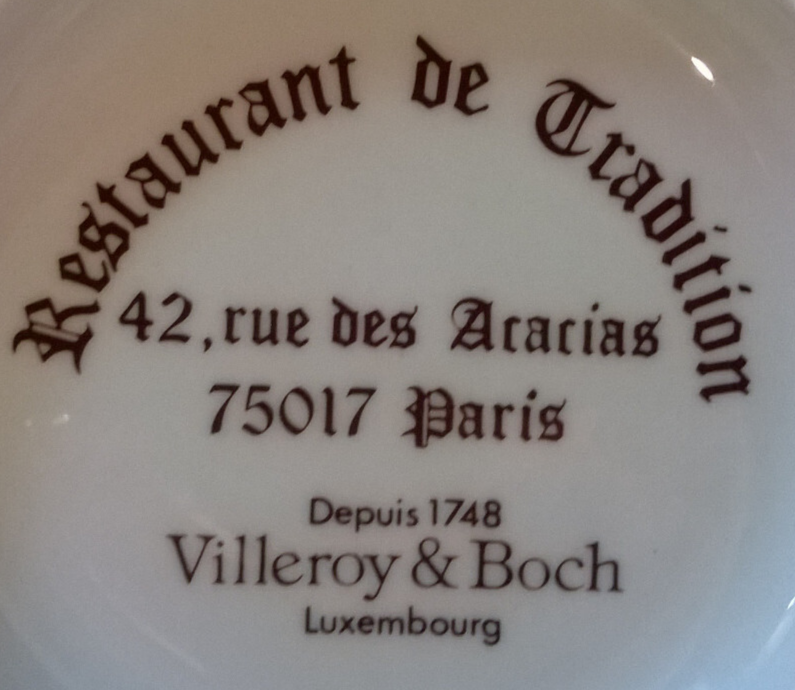 Restaurant de Tradition
42, rue des Acacias
75017 Paris
Depuis 1748
Villeroy & Boch
Luxembourg